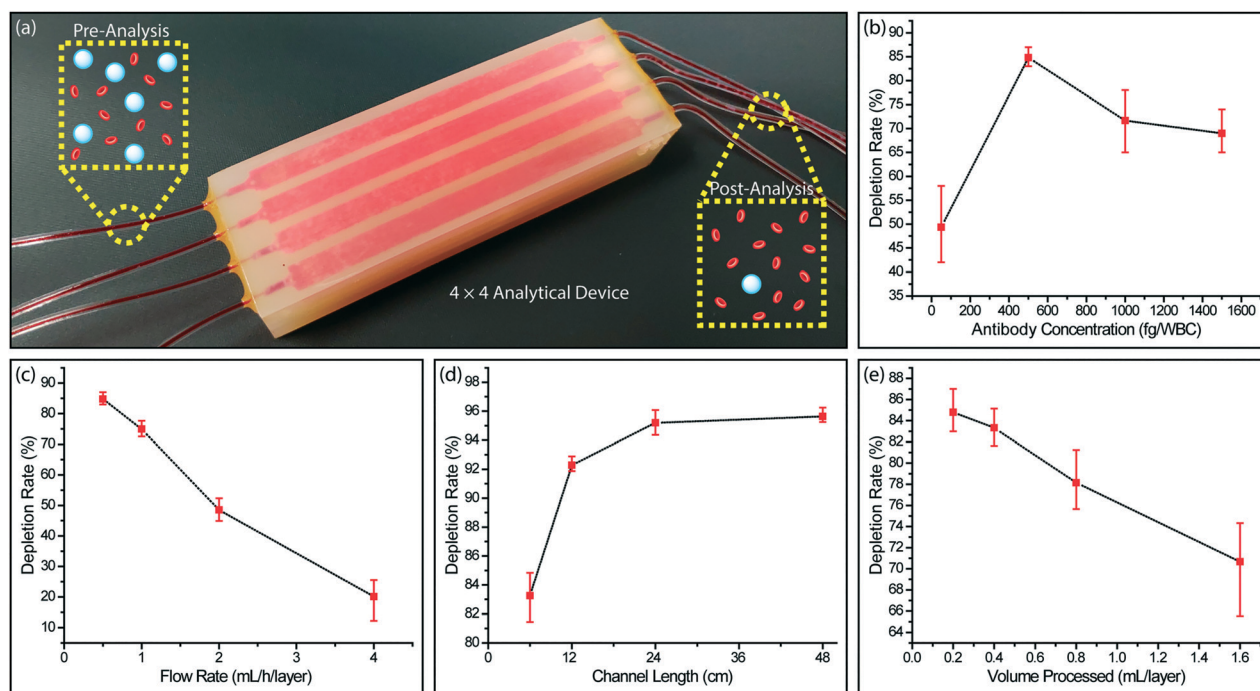 (a)
Pre-Analysis
Post-Analysis
4 × 4 Analytical Device
(b)
Depletion Rate (%)
90
85
80
75
70
65
60
55
50
45
40
35
0 200 400 600 800 1000 1200 1400 1600
Antibody Concentration (fg/WBC)
(c)
Depletion Rate (%)
90
80
70
60
50
40
30
20
10
0 1 2 3 4
Flow Rate (mL/h/layer)
(d)
Depletion Rate (%)
98
96
94
92
90
88
86
84
82
80
0 12 24 36 48
Channel Length (cm)
(e)
Depletion Rate (%)
88
86
84
82
80
78
76
74
72
70
68
66
64
0.0 0.2 0.4 0.6 0.8 1.0 1.2 1.4 1.6
Volume Processed (mL/layer)